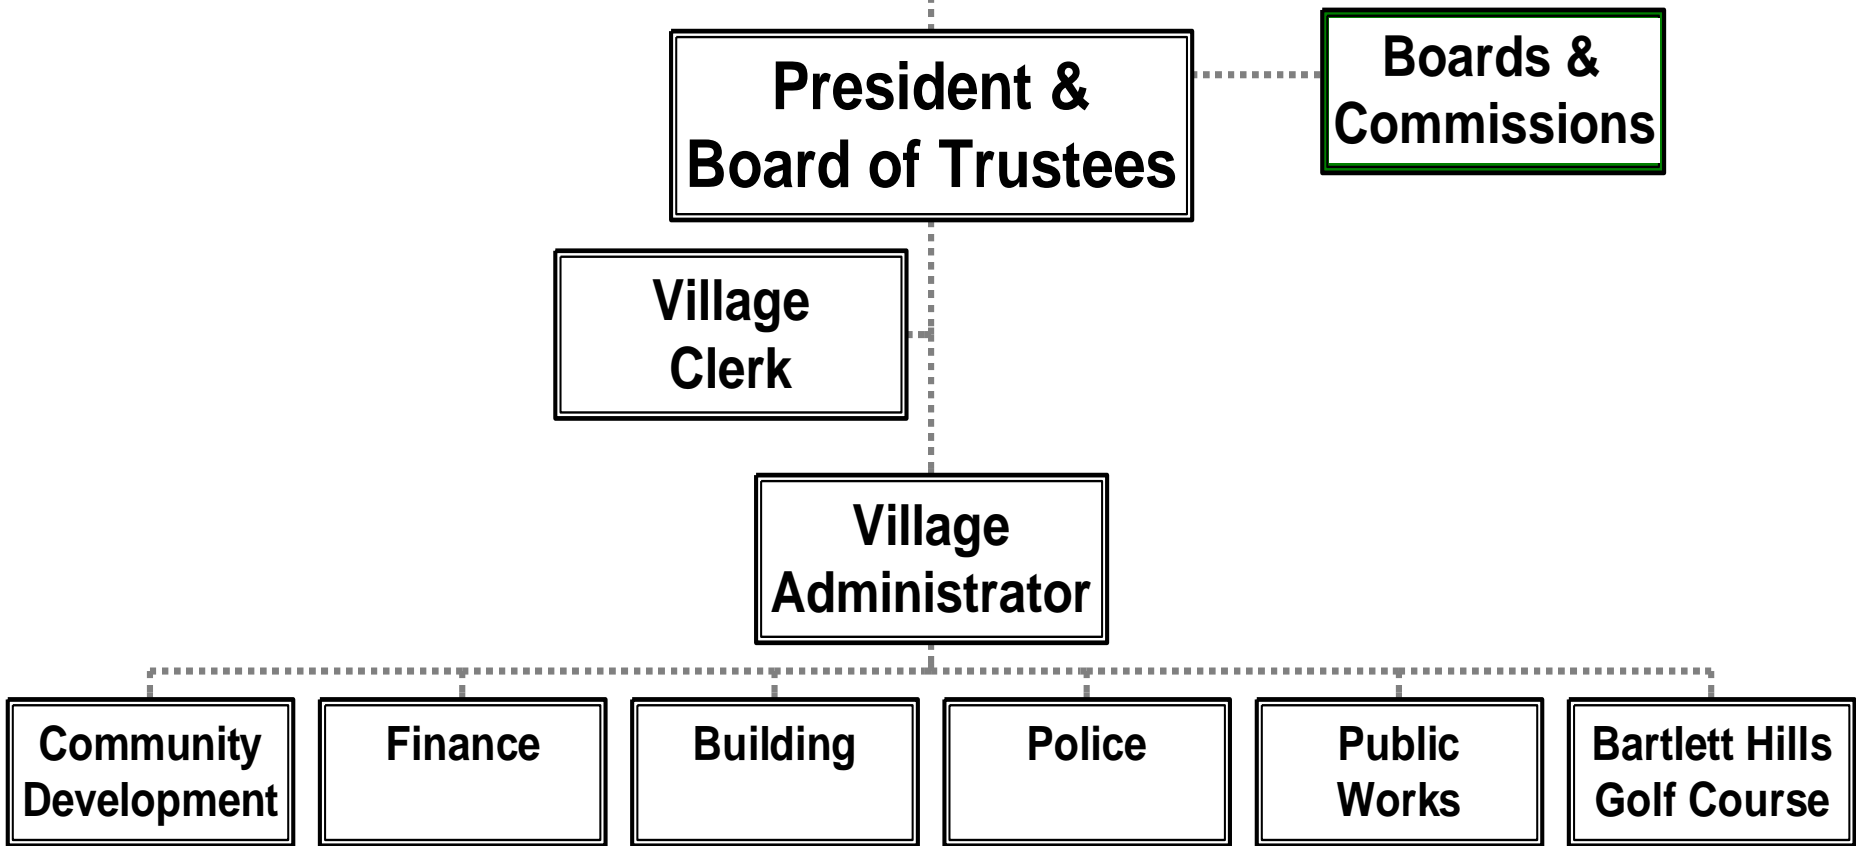 President &
Board of Trustees
Boards &
Commissions
Village
Clerk
Village
Administrator
Community
Development
Finance
Building
Police
Public
Works
Bartlett Hills
Golf Course